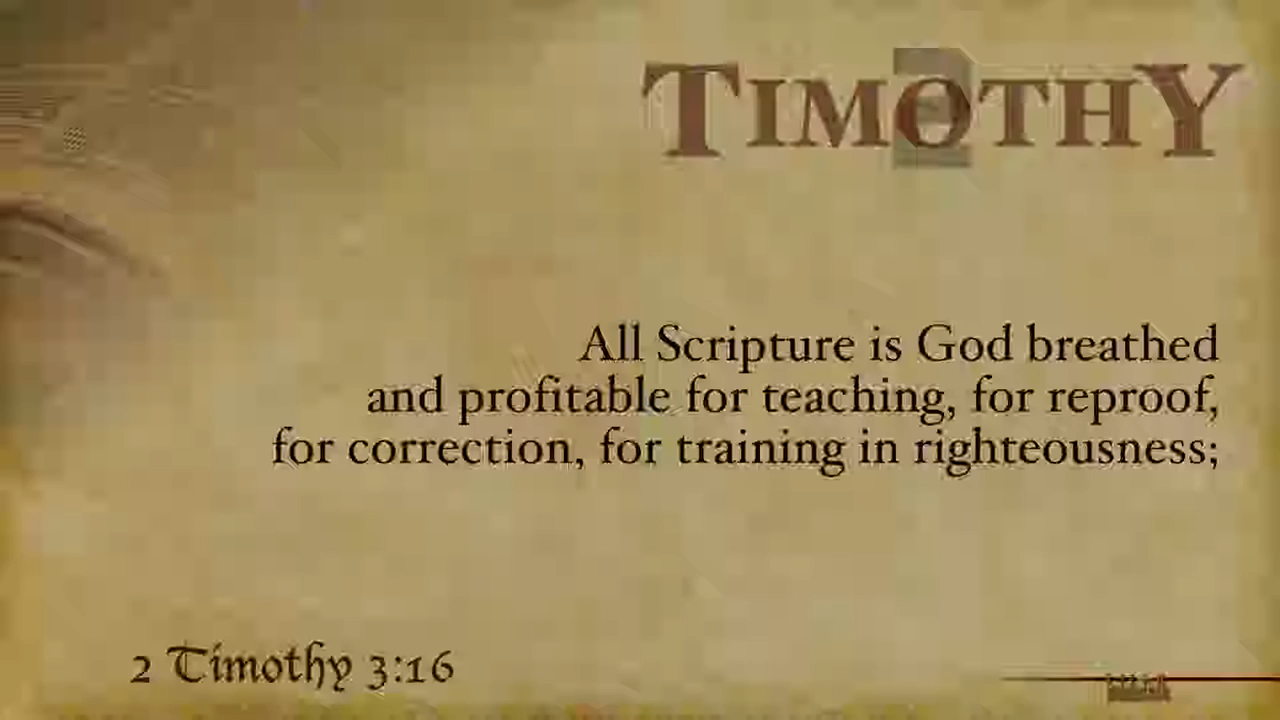 2
TIMOTHY
All Scripture is God breathed
and profitable for teaching, for reproof,
for correction, for training in righteousness;
2 Timothy 3:16